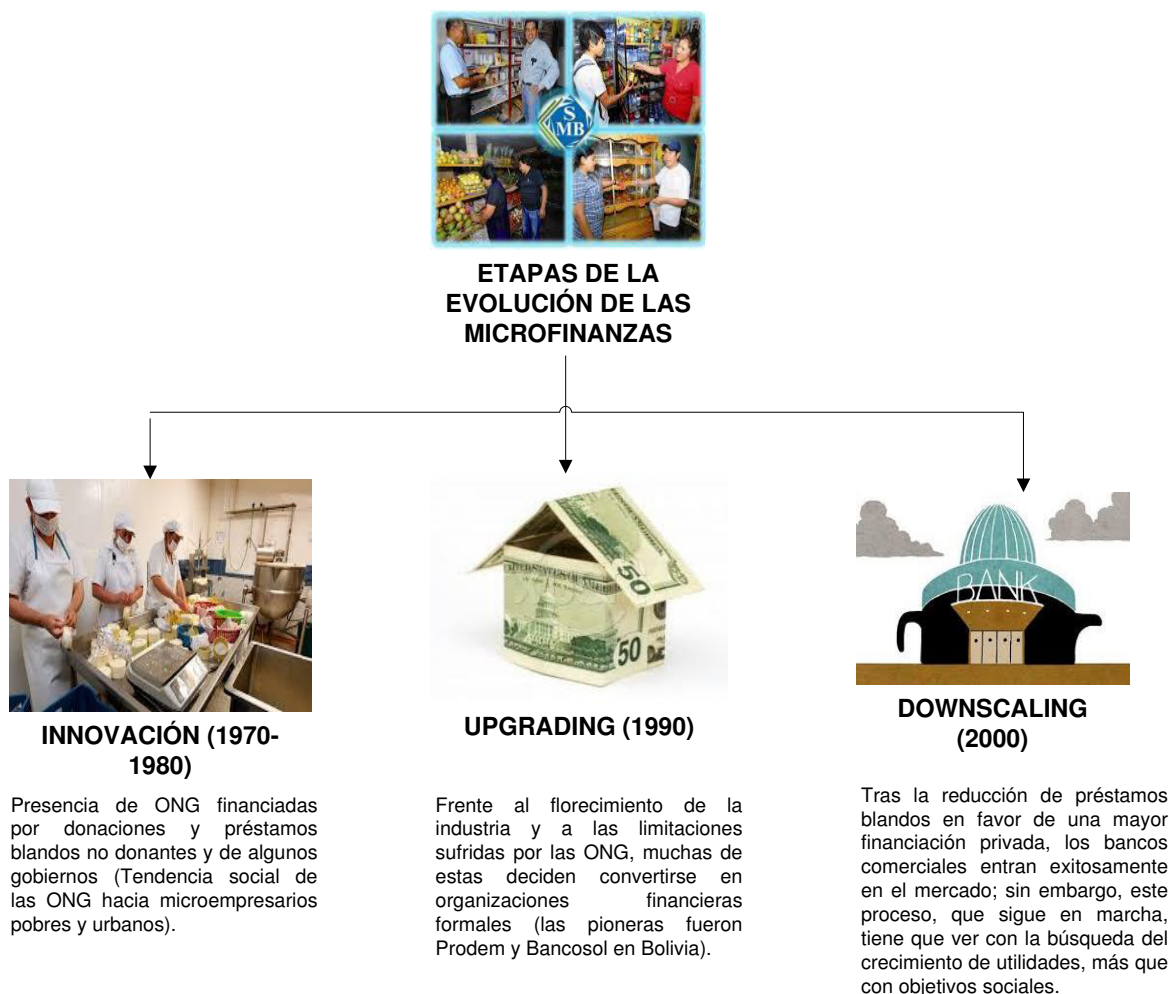 S
MB
ETAPAS DE LA
EVOLUCIÓN DE LAS
MICROFINANZAS
50
50
BANK
INNOVACIÓN (1970-
1980)
UPGRADING (1990)
DOWNSCALING
(2000)
Presencia de ONG financiadas
por donaciones y préstamos
blandos no donantes y de algunos
gobiernos (Tendencia social de
las ONG hacia microempresarios
pobres y urbanos).
Frente al florecimiento de la
industria y a las limitaciones
sufridas por las ONG, muchas de
estas deciden convertirse en
organizaciones financieras
formales (las pioneras fueron
Prodem y Bancosol en Bolivia).
Tras la reducción de préstamos
blandos en favor de una mayor
financiación privada, los bancos
comerciales entran exitosamente
en el mercado; sin embargo, este
proceso, que sigue en marcha,
tiene que ver con la búsqueda del
crecimiento de utilidades, más que
con objetivos sociales.